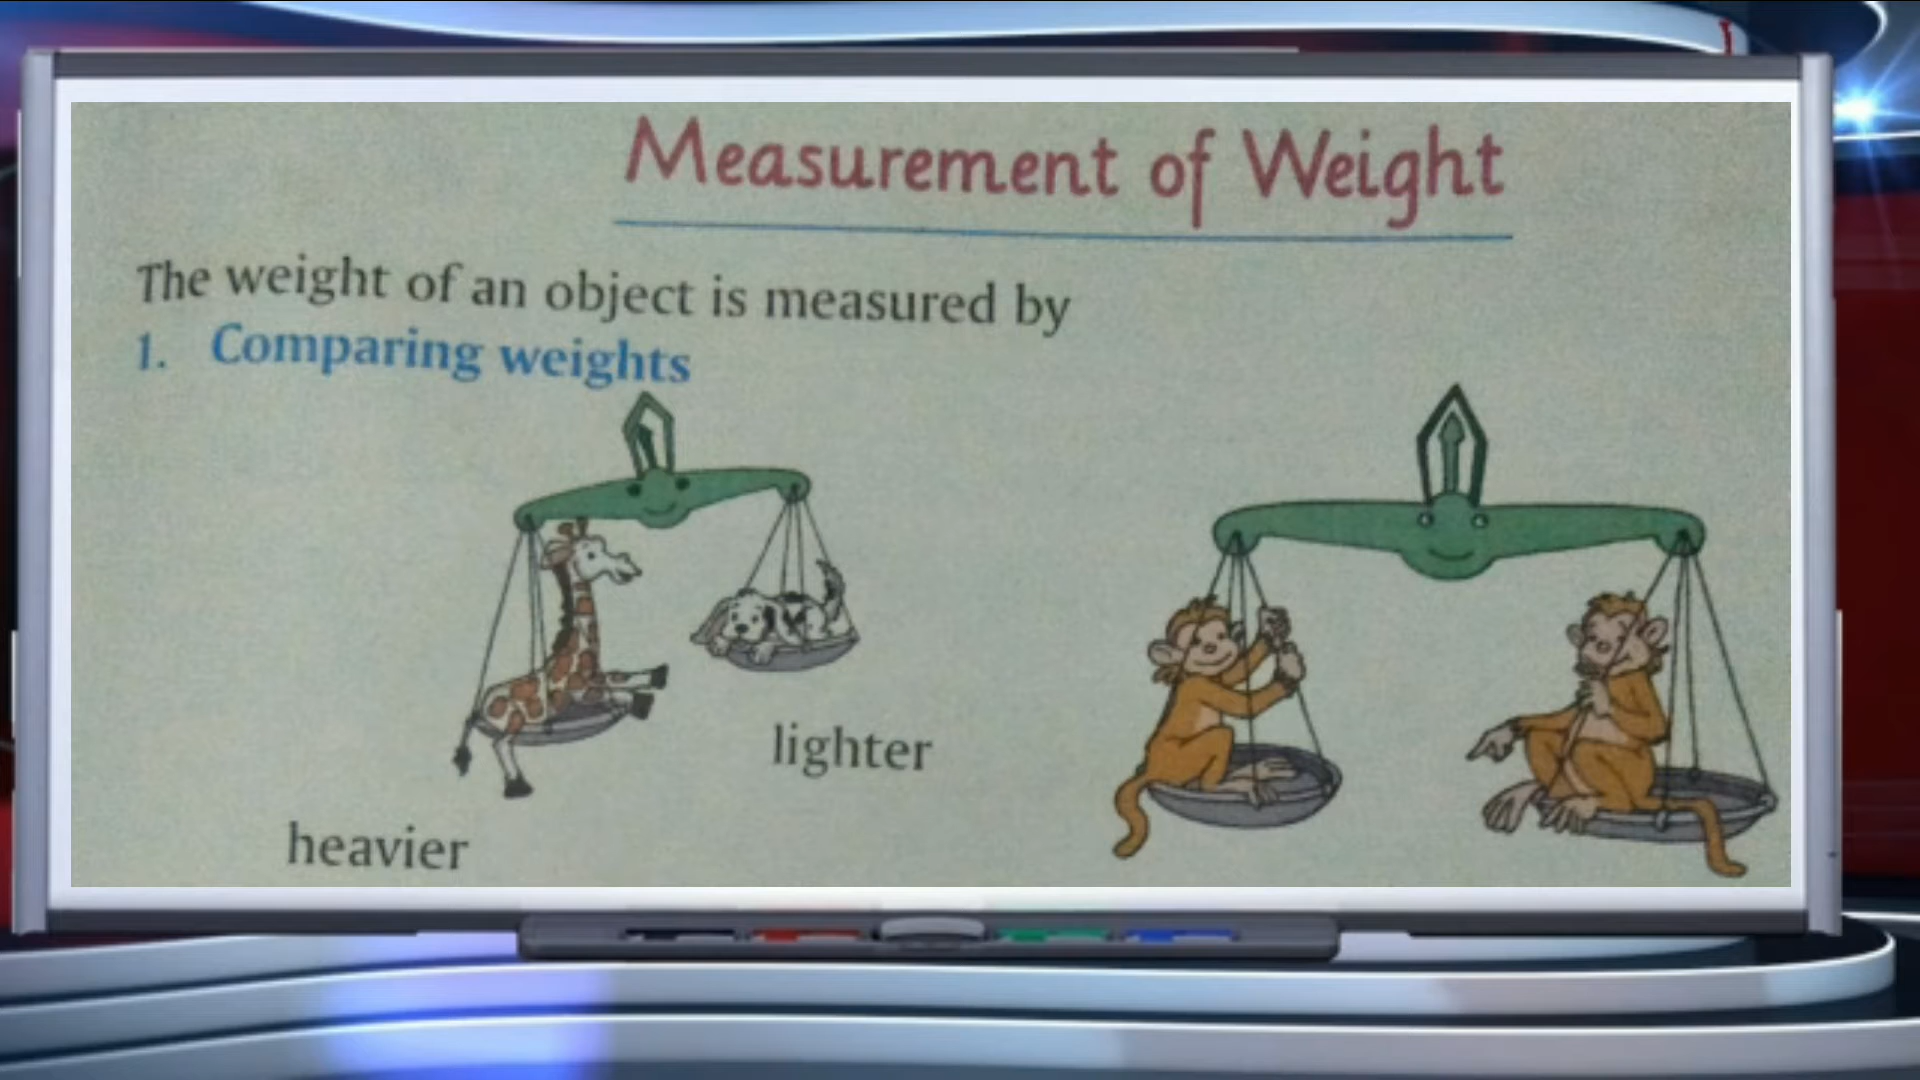 Measurement of Weight
The weight of an object is measured by
1. Comparing weights
lighter
heavier